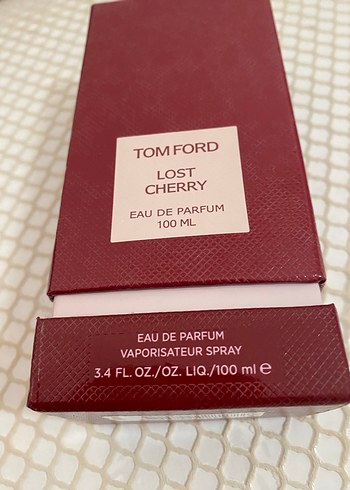 TOM FORD
LOST
CHERRY
EAU DE PARFUM
100 ML
EAU DE PARFUM
VAPORISATEUR SPRAY
3.4 FL. OZ./OZ. LIQ./100 ml ℮